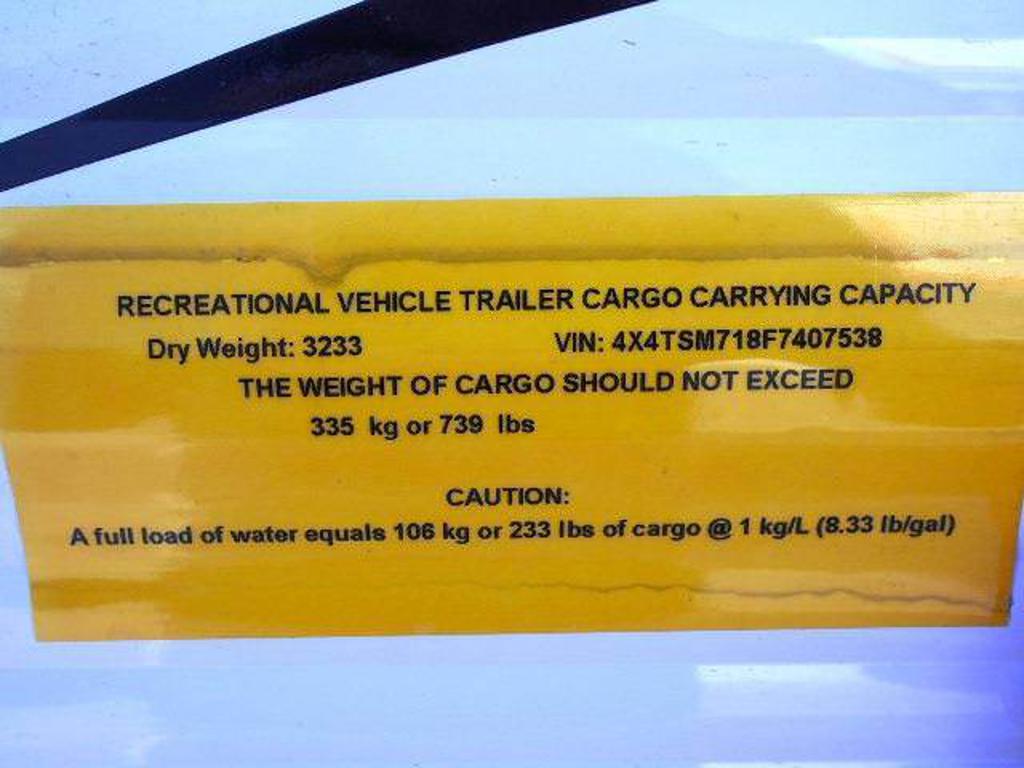 RECREATIONAL VEHICLE TRAILER CARGO CARRYING CAPACITY
Dry Weight: 3233 VIN: 4X4TSM718F7407538
THE WEIGHT OF CARGO SHOULD NOT EXCEED
335 kg or 739 lbs
CAUTION:
A full load of water equals 106 kg or 233 lbs of cargo @ 1 kg/L (8.33 lb/gal)